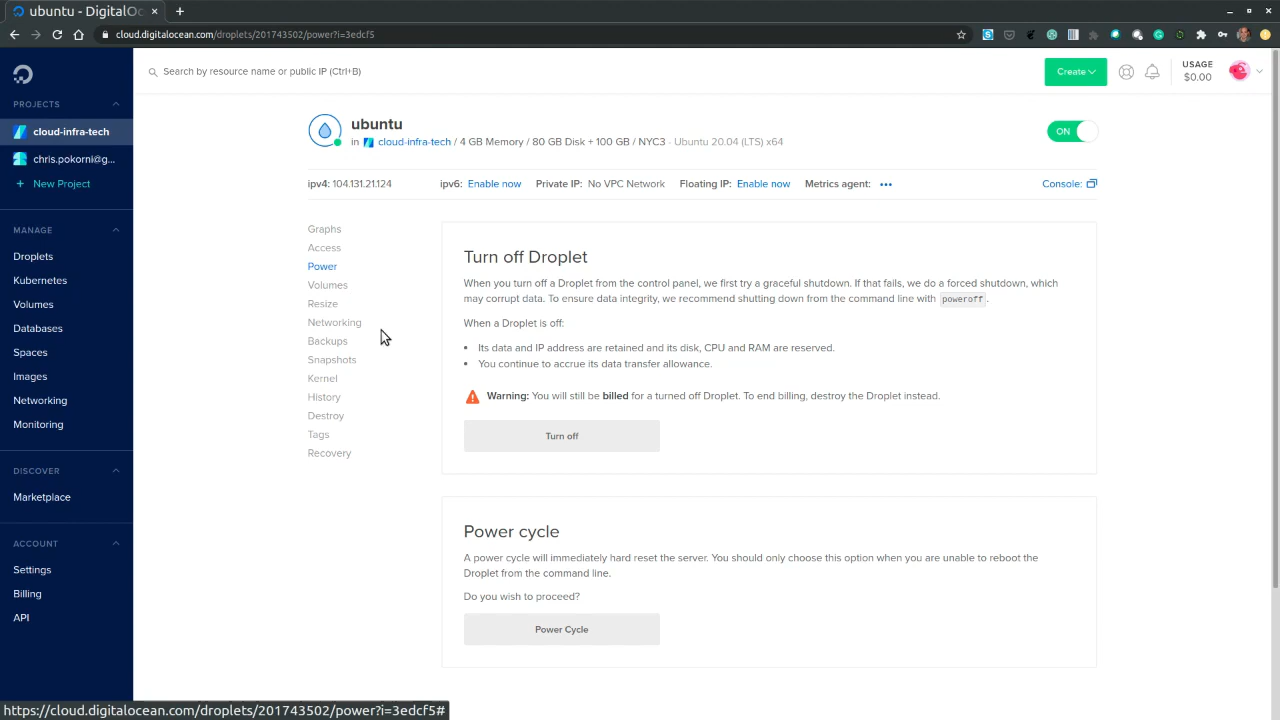 ubuntu - DigitalOc
cloud.digitalocean.com/droplets/201743502/power?i=3edcf5
Search by resource name or public IP (Ctrl+B)
Create
USAGE
$0.00
PROJECTS
cloud-infra-tech
chris.pokorni@g...
+ New Project
MANAGE
Droplets
Kubernetes
Volumes
Databases
Spaces
Images
Networking
Monitoring
DISCOVER
Marketplace
ACCOUNT
Settings
Billing
API
ubuntu
in cloud-infra-tech / 4 GB Memory / 80 GB Disk + 100 GB / NYC3 - Ubuntu 20.04 (LTS) x64
ON
ipv4: 104.131.21.124 ipv6: Enable now Private IP: No VPC Network Floating IP: Enable now Metrics agent: ••• Console:
Graphs
Access
Power
Volumes
Resize
Networking
Backups
Snapshots
Kernel
History
Destroy
Tags
Recovery
Turn off Droplet
When you turn off a Droplet from the control panel, we first try a graceful shutdown. If that fails, we do a forced shutdown, which
may corrupt data. To ensure data integrity, we recommend shutting down from the command line with poweroff.
When a Droplet is off:
• Its data and IP address are retained and its disk, CPU and RAM are reserved.
• You continue to accrue its data transfer allowance.
Warning: You will still be billed for a turned off Droplet. To end billing, destroy the Droplet instead.
Turn off
Power cycle
A power cycle will immediately hard reset the server. You should only choose this option when you are unable to reboot the
Droplet from the command line.
Do you wish to proceed?
Power Cycle
https://cloud.digitalocean.com/droplets/201743502/power?i=3edcf5#